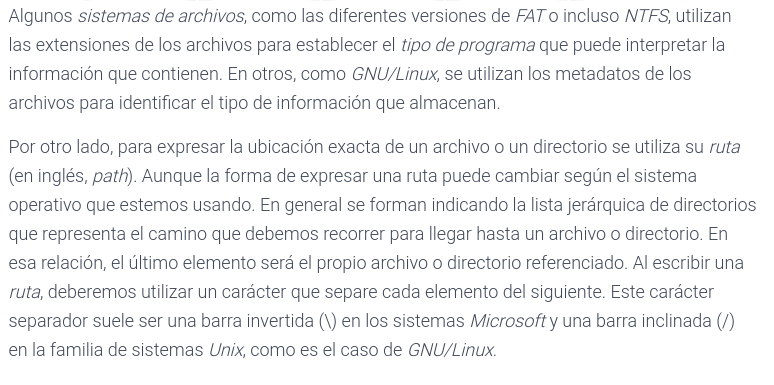 Algunos sistemas de archivos, como las diferentes versiones de FAT o incluso NTFS, utilizan
las extensiones de los archivos para establecer el tipo de programa que puede interpretar la
información que contienen. En otros, como GNU/Linux, se utilizan los metadatos de los
archivos para identificar el tipo de información que almacenan.
Por otro lado, para expresar la ubicación exacta de un archivo o un directorio se utiliza su ruta
(en inglés, path). Aunque la forma de expresar una ruta puede cambiar según el sistema
operativo que estemos usando. En general se forman indicando la lista jerárquica de directorios
que representa el camino que debemos recorrer para llegar hasta un archivo o directorio. En
esa relación, el último elemento será el propio archivo o directorio referenciado. Al escribir una
ruta, deberemos utilizar un carácter que separe cada elemento del siguiente. Este carácter
separador suele ser una barra invertida (\) en los sistemas Microsoft y una barra inclinada (/)
en la familia de sistemas Unix, como es el caso de GNU/Linux.